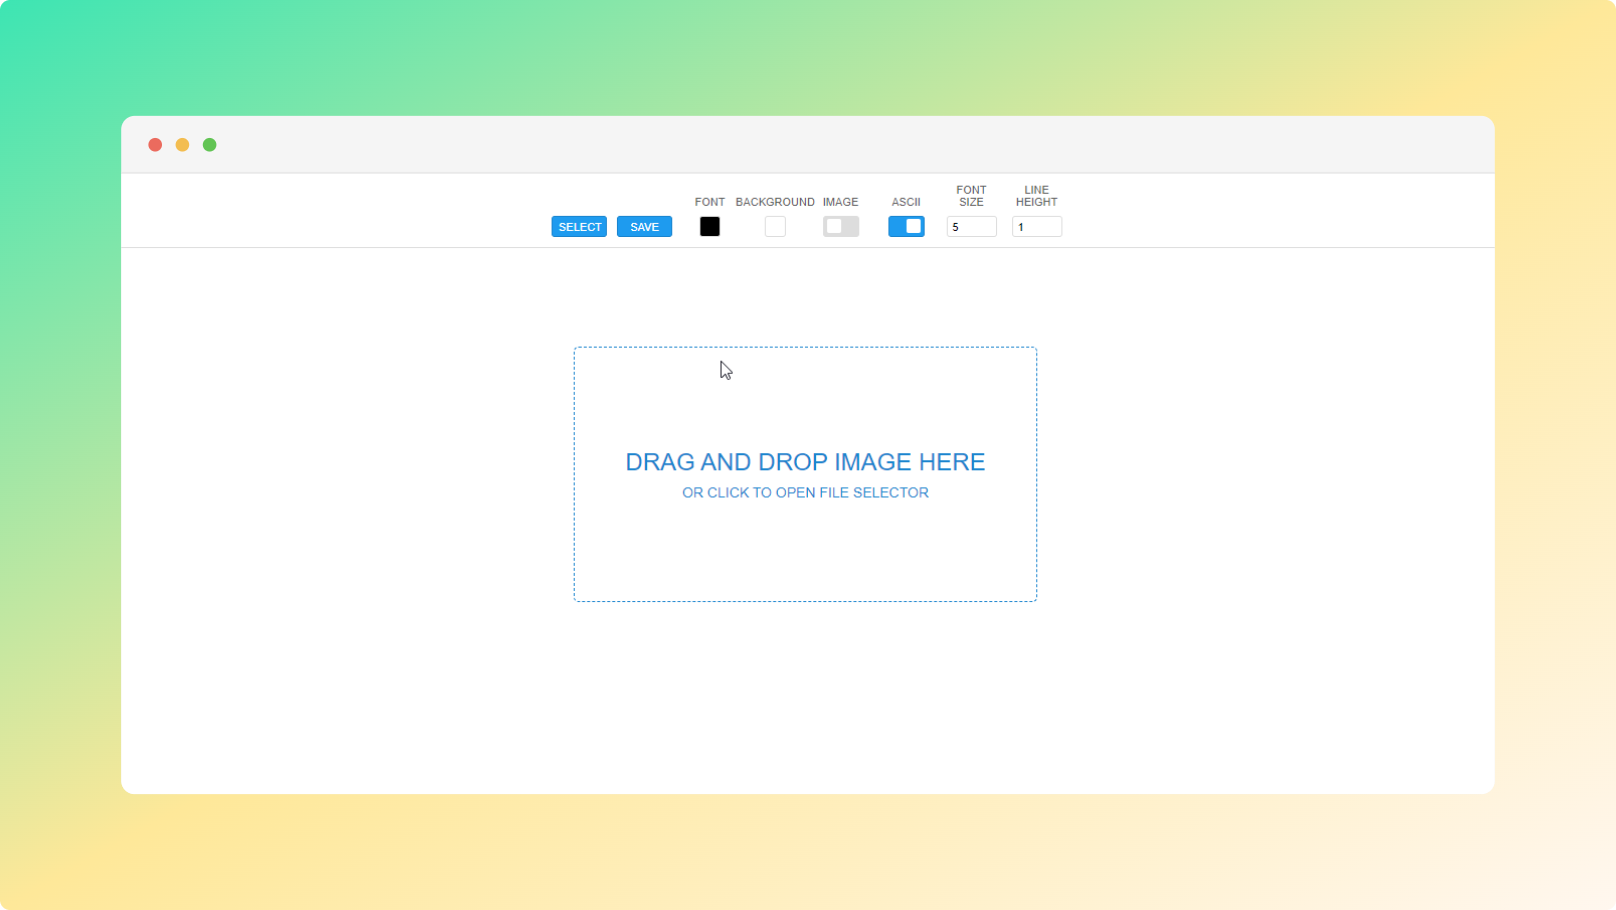 FONT BACKGROUND IMAGE ASCII FONT SIZE LINE HEIGHT
SELECT SAVE 5 1
DRAG AND DROP IMAGE HERE
OR CLICK TO OPEN FILE SELECTOR